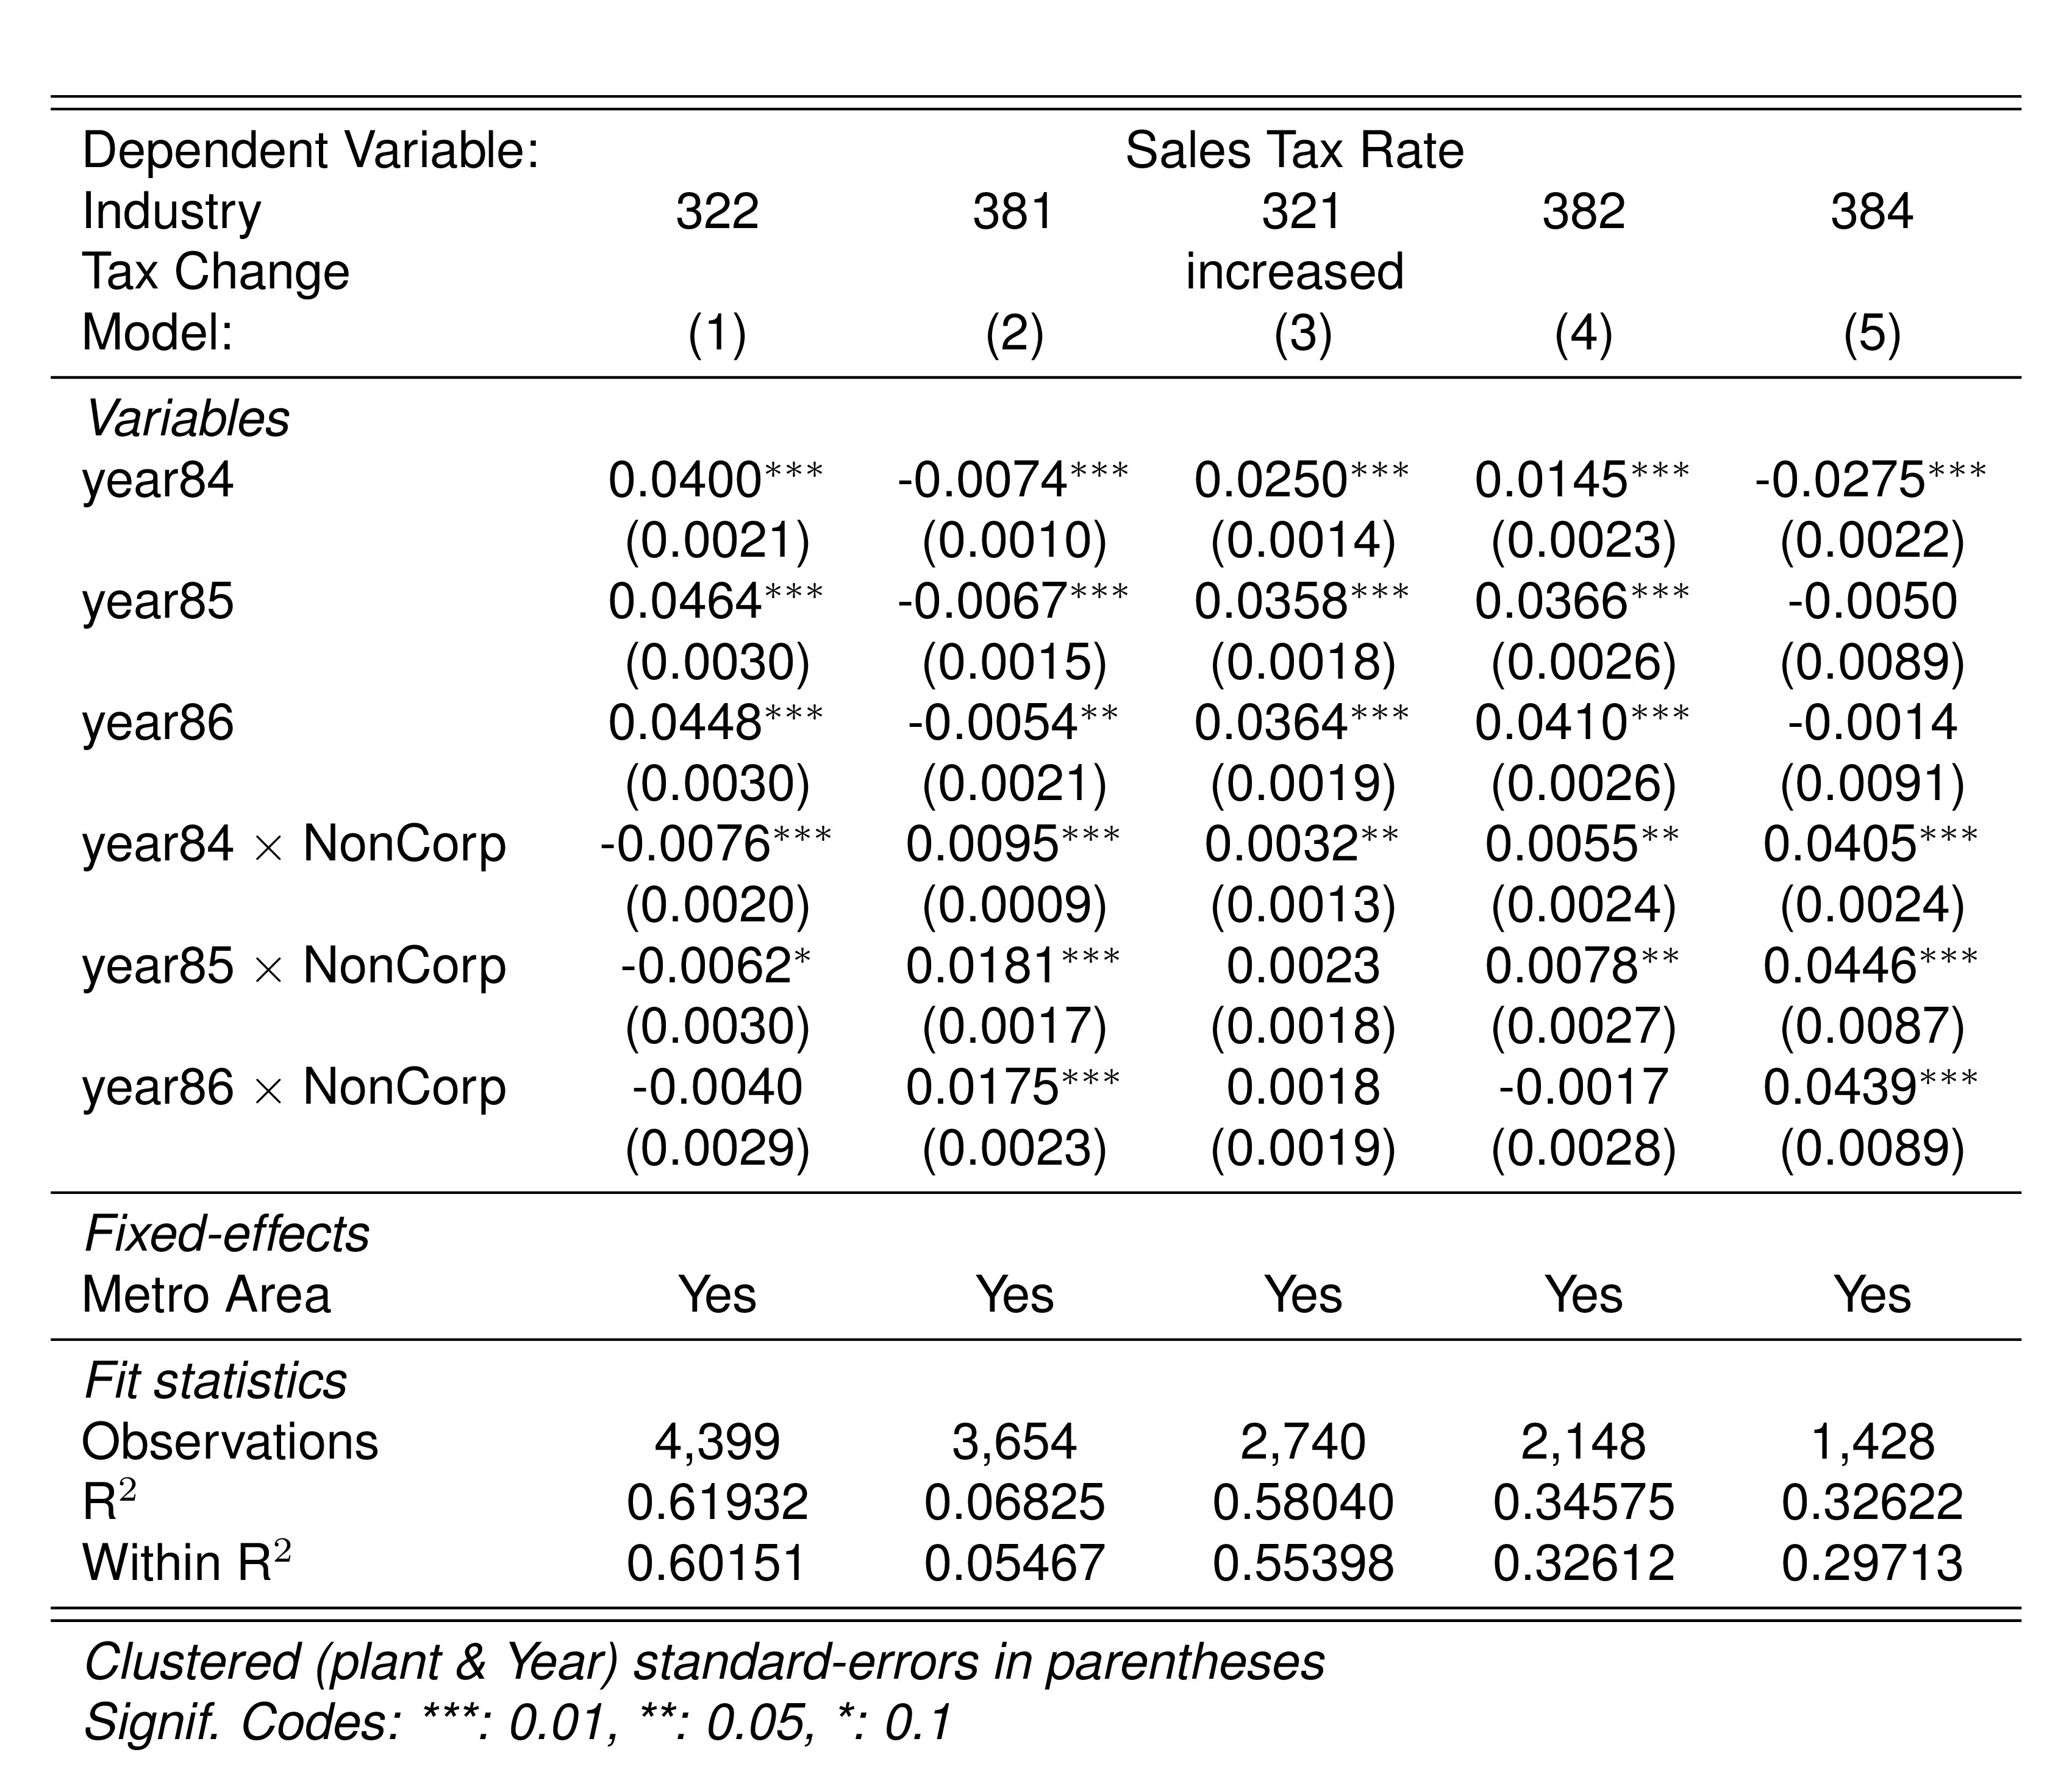 Dependent Variable: Sales Tax Rate
Industry 322 381 321 382 384
Tax Change increased
Model: (1) (2) (3) (4) (5)
Variables
year84 0.0400*** -0.0074*** 0.0250*** 0.0145*** -0.0275***
(0.0021) (0.0010) (0.0014) (0.0023) (0.0022)
year85 0.0464*** -0.0067*** 0.0358*** 0.0366*** -0.0050
(0.0030) (0.0015) (0.0018) (0.0026) (0.0089)
year86 0.0448*** -0.0054** 0.0364*** 0.0410*** -0.0014
(0.0030) (0.0021) (0.0019) (0.0026) (0.0091)
year84 × NonCorp -0.0076*** 0.0095*** 0.0032** 0.0055** 0.0405***
(0.0020) (0.0009) (0.0013) (0.0024) (0.0024)
year85 × NonCorp -0.0062* 0.0181*** 0.0023 0.0078** 0.0446***
(0.0030) (0.0017) (0.0018) (0.0027) (0.0087)
year86 × NonCorp -0.0040 0.0175*** 0.0018 -0.0017 0.0439***
(0.0029) (0.0023) (0.0019) (0.0028) (0.0089)
Fixed-effects
Metro Area Yes Yes Yes Yes Yes
Fit statistics
Observations 4,399 3,654 2,740 2,148 1,428
R² 0.61932 0.06825 0.58040 0.34575 0.32622
Within R² 0.60151 0.05467 0.55398 0.32612 0.29713
Clustered (plant & Year) standard-errors in parentheses
Signif. Codes: ***: 0.01, **: 0.05, *: 0.1